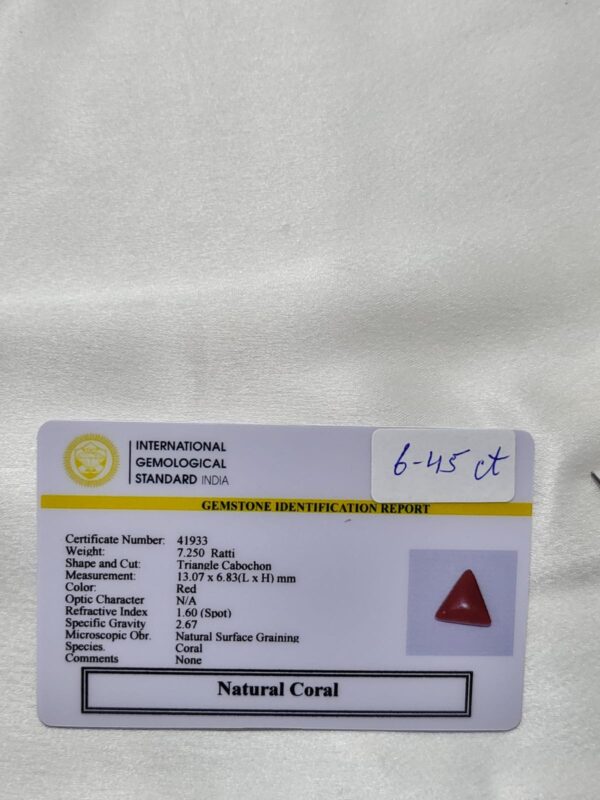 INTERNATIONAL
GEMOLOGICAL
STANDARD INDIA
6-45 ct
GEMSTONE IDENTIFICATION REPORT
Certificate Number: 41933
Weight: 7.250 Ratti
Shape and Cut: Triangle Cabochon
Measurement: 13.07 x 6.83(L x H) mm
Color: Red
Optic Character N/A
Refractive Index 1.60 (Spot)
Specific Gravity 2.67
Microscopic Obr. Natural Surface Graining
Species. Coral
Comments None
Natural Coral